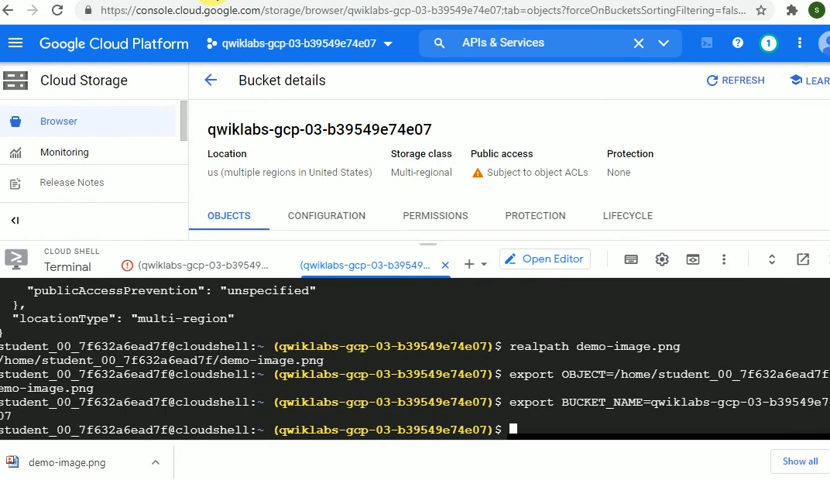 https://console.cloud.google.com/storage/browser/qwiklabs-gcp-03-b39549e74e07;tab=objects?forceOnBucketsSortingFiltering=fals...
S
Google Cloud Platform
qwiklabs-gcp-03-b39549e74e07
APIs & Services
1
Cloud Storage
Bucket details
REFRESH
LEAR
Browser
Monitoring
Release Notes
qwiklabs-gcp-03-b39549e74e07
Location Storage class Public access Protection
us (multiple regions in United States) Multi-regional Subject to object ACLs None
OBJECTS CONFIGURATION PERMISSIONS PROTECTION LIFECYCLE
CLOUD SHELL
Terminal
(qwiklabs-gcp-03-b39549...
(qwiklabs-gcp-03-b39549e...
Open Editor
"publicAccessPrevention": "unspecified"
},
"locationType": "multi-region"
}
student_00_7f632a6ead7f@cloudshell:~ (qwiklabs-gcp-03-b39549e74e07)$ realpath demo-image.png
/home/student_00_7f632a6ead7f/demo-image.png
student_00_7f632a6ead7f@cloudshell:~ (qwiklabs-gcp-03-b39549e74e07)$ export OBJECT=/home/student_00_7f632a6ead7f
emo-image.png
student_00_7f632a6ead7f@cloudshell:~ (qwiklabs-gcp-03-b39549e74e07)$ export BUCKET_NAME=qwiklabs-gcp-03-b39549e7
07
student_00_7f632a6ead7f@cloudshell:~ (qwiklabs-gcp-03-b39549e74e07)$
demo-image.png
Show all